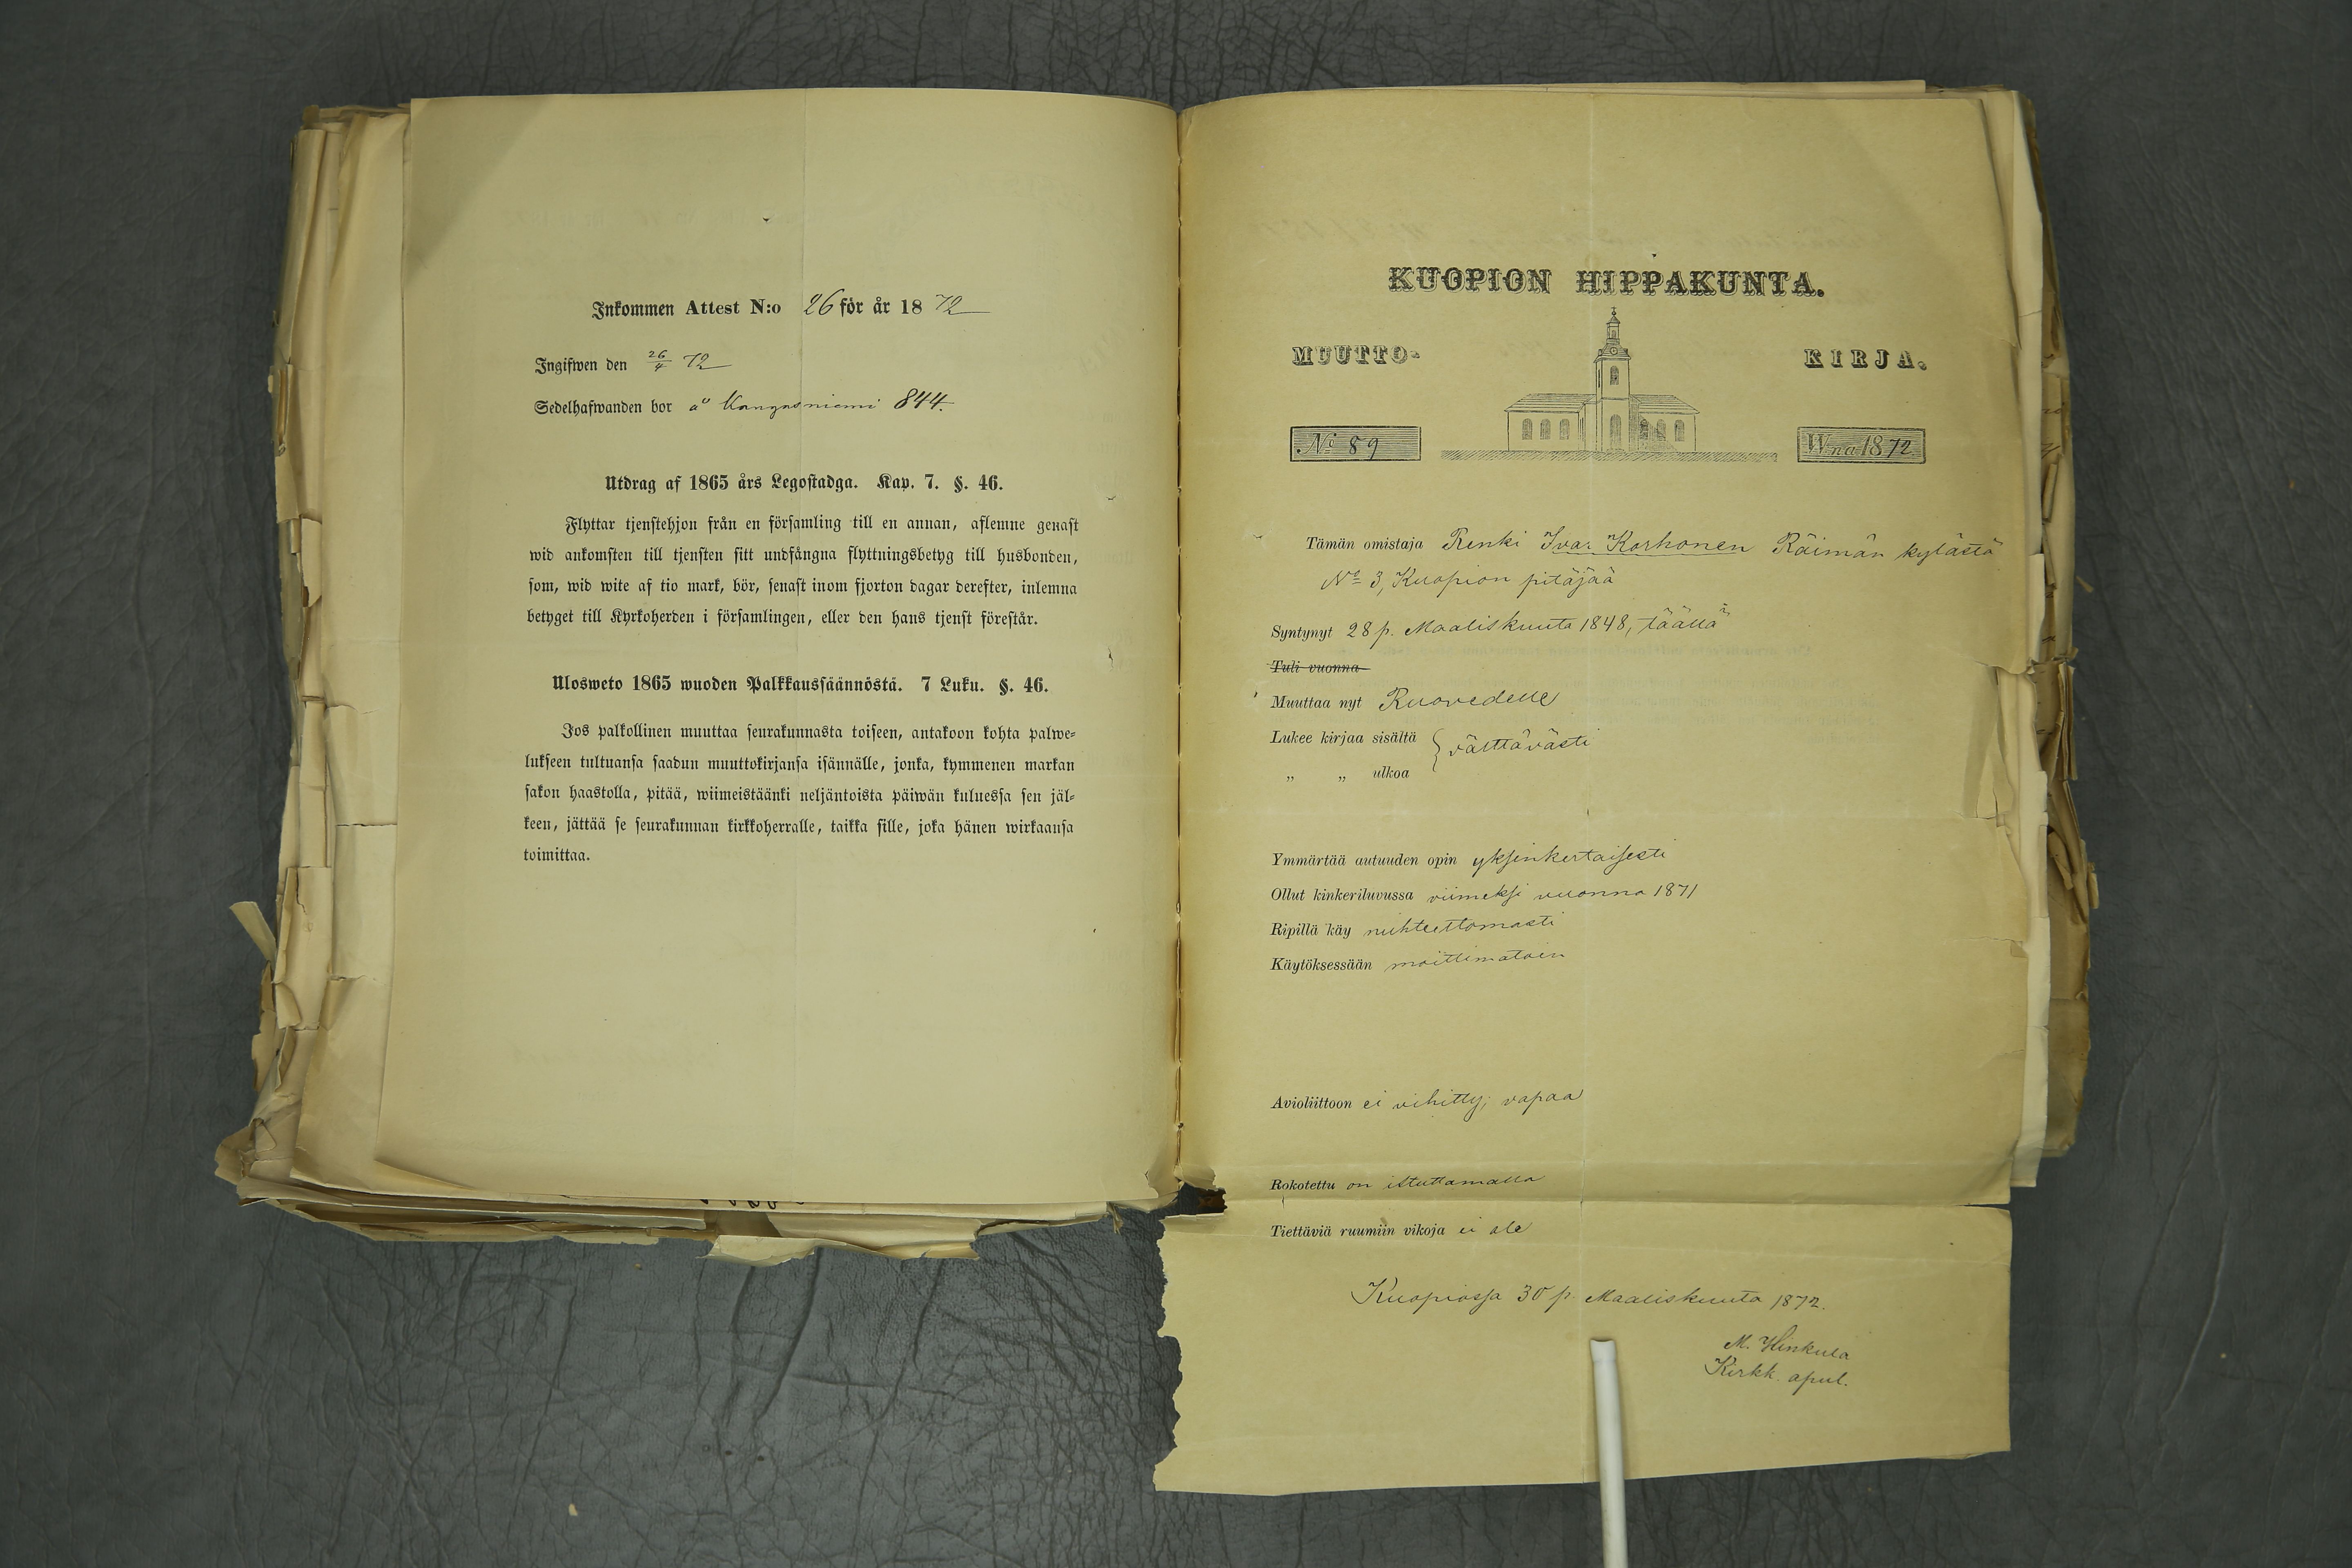 Inkommen Attest N:o 26 för år 1872
Ingifwen den 26/4 72
Sedelhafwanden bor å Kangasniemi 844.
Utdrag af 1865 års Legostadga. Kap. 7. §. 46.
Flyttar tjenstehjon från en församling till en annan, aflemne genast
wid ankomsten till tjensten sitt undfångna flyttningsbetyg till husbonden,
som, wid wite af tio mark, bör, senast inom fjorton dagar derefter, inlemna
betyget till Kyrkoherden i församlingen, eller den hans tjenst förestår.
Ulosweto 1865 wuoden Palkkaussäännöstä. 7 Luku. §. 46.
Jos palkollinen muuttaa seurakunnasta toiseen, antakoon kohta palwe-
lukseen tultuansa saadun muuttokirjansa isännälle, jonka, kymmenen markan
sakon haastolla, pitää, wiimeistäänki neljäntoista päiwän kuluessa sen jäl-
keen, jättää se seurakunnan kirkkoherralle, taikka sille, joka hänen wirkaansa
toimittaa.
KUOPION HIPPAKUNTA.
MUUTTO- KIRJA.
No 89 W:na 1872
Tämän omistaja Renki Ivar Korhonen Räimän kylästä
No 3, Kuopion pitäjää
Syntynyt 28 p. Maaliskuuta 1848, täällä
Tuli vuonna
Muuttaa nyt Ruovedelle
Lukee kirjaa sisältä } välttävästi
„ „ ulkoa
Ymmärtää autuuden opin yksinkertaisesti
Ollut kinkeriluvussa viimeksi vuonna 1871
Ripillä käy nuhteettomasti
Käytöksessään moittimatoin
Avioliittoon ei vihitty; vapaa
Rokotettu on istuttamalla
Tiettäviä ruumiin vikoja ei ole
Kuopiossa 30 p. Maaliskuuta 1872.
M. Ylinkula
Kirkk. apul.